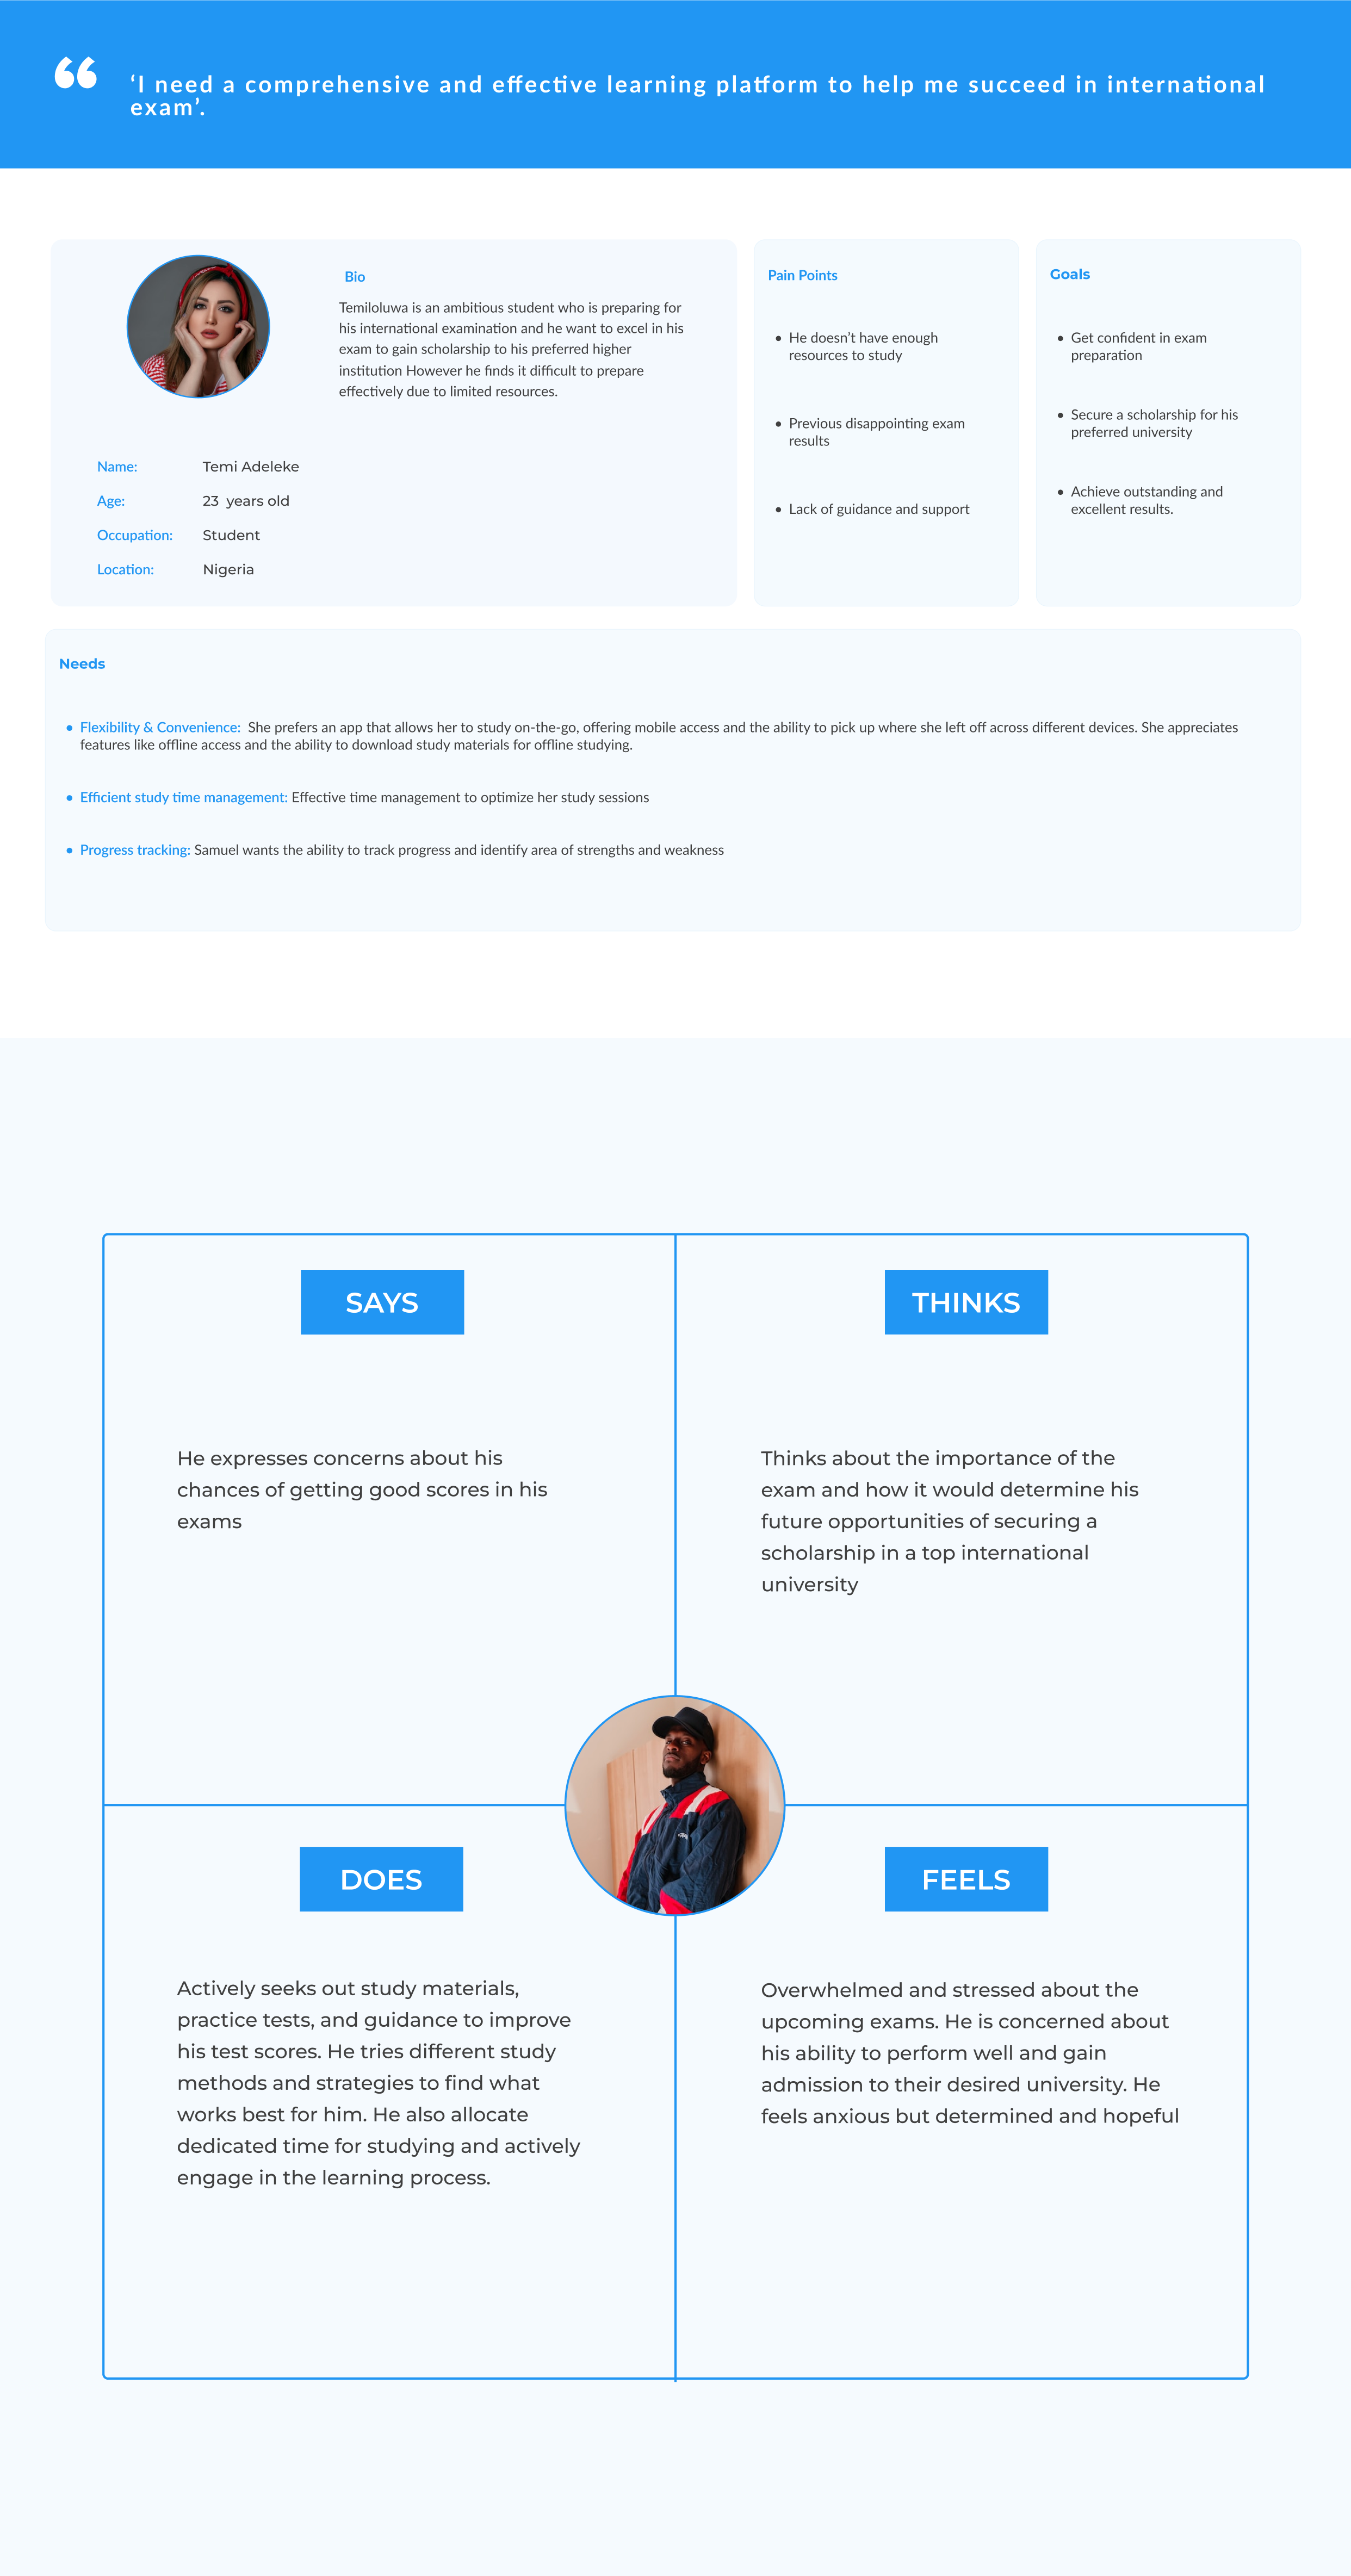 “
‘I need a comprehensive and effective learning platform to help me succeed in international
exam’.
Bio
Temiloluwa is an ambitious student who is preparing for
his international examination and he want to excel in his
exam to gain scholarship to his preferred higher
institution However he finds it difficult to prepare
effectively due to limited resources.
Name: Temi Adeleke
Age: 23 years old
Occupation: Student
Location: Nigeria
Pain Points
• He doesn’t have enough
resources to study
• Previous disappointing exam
results
• Lack of guidance and support
Goals
• Get confident in exam
preparation
• Secure a scholarship for his
preferred university
• Achieve outstanding and
excellent results.
Needs
• Flexibility & Convenience: She prefers an app that allows her to study on-the-go, offering mobile access and the ability to pick up where she left off across different devices. She appreciates
features like offline access and the ability to download study materials for offline studying.
• Efficient study time management: Effective time management to optimize her study sessions
• Progress tracking: Samuel wants the ability to track progress and identify area of strengths and weakness
SAYS
He expresses concerns about his
chances of getting good scores in his
exams
THINKS
Thinks about the importance of the
exam and how it would determine his
future opportunities of securing a
scholarship in a top international
university
DOES
Actively seeks out study materials,
practice tests, and guidance to improve
his test scores. He tries different study
methods and strategies to find what
works best for him. He also allocate
dedicated time for studying and actively
engage in the learning process.
FEELS
Overwhelmed and stressed about the
upcoming exams. He is concerned about
his ability to perform well and gain
admission to their desired university. He
feels anxious but determined and hopeful